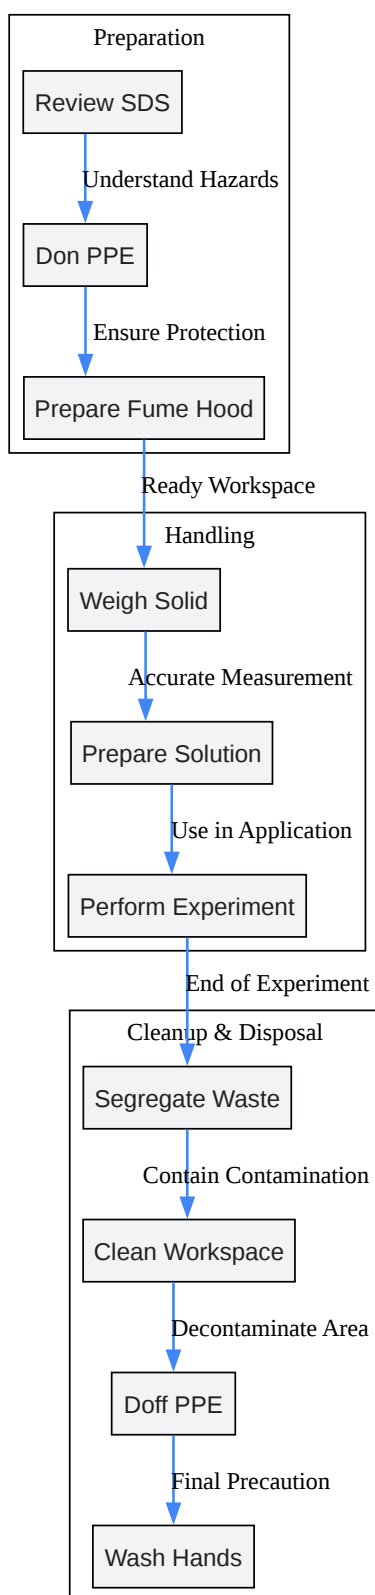 Preparation
Review SDS
Understand Hazards
Don PPE
Ensure Protection
Prepare Fume Hood
Ready Workspace
Handling
Weigh Solid
Accurate Measurement
Prepare Solution
Use in Application
Perform Experiment
End of Experiment
Cleanup & Disposal
Segregate Waste
Contain Contamination
Clean Workspace
Decontaminate Area
Doff PPE
Final Precaution
Wash Hands